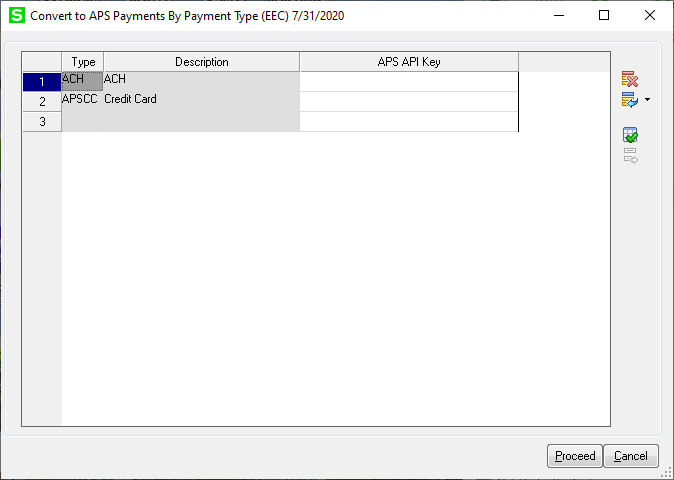 S Convert to APS Payments By Payment Type (EEC) 7/31/2020
Type Description APS API Key
1 ACH ACH
2 APSCC Credit Card
3
Proceed Cancel